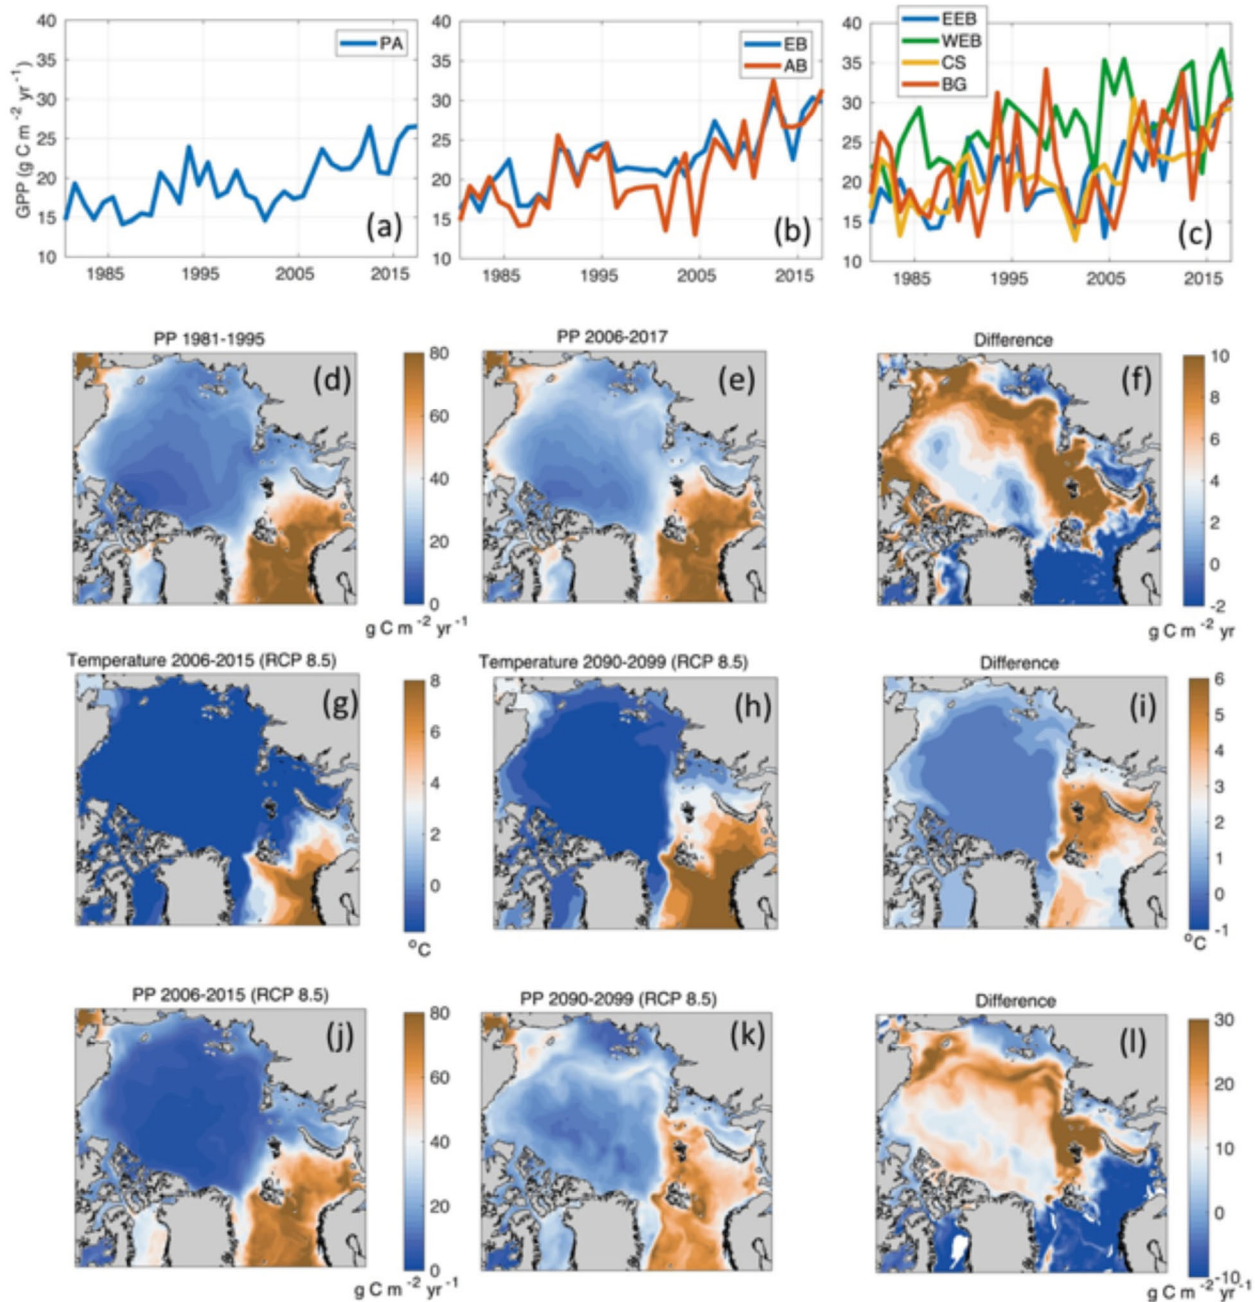 GPP (g C m⁻² yr⁻¹)
40
35
30
25
20
15
10
1985
1995
2005
2015
PA
(a)
40
35
30
25
20
15
10
1985
1995
2005
2015
EB
AB
(b)
40
35
30
25
20
15
10
1985
1995
2005
2015
EEB
WEB
CS
BG
(c)
PP 1981-1995
(d)
80
60
40
20
0
g C m⁻² yr⁻¹
PP 2006-2017
(e)
Difference
(f)
10
8
6
4
2
0
-2
g C m⁻² yr
Temperature 2006-2015 (RCP 8.5)
(g)
8
6
4
2
0
°C
Temperature 2090-2099 (RCP 8.5)
(h)
Difference
(i)
6
5
4
3
2
1
0
-1
°C
PP 2006-2015 (RCP 8.5)
(j)
80
60
40
20
0
g C m⁻² yr⁻¹
PP 2090-2099 (RCP 8.5)
(k)
Difference
(l)
30
20
10
0
-10
g C m⁻² yr⁻¹